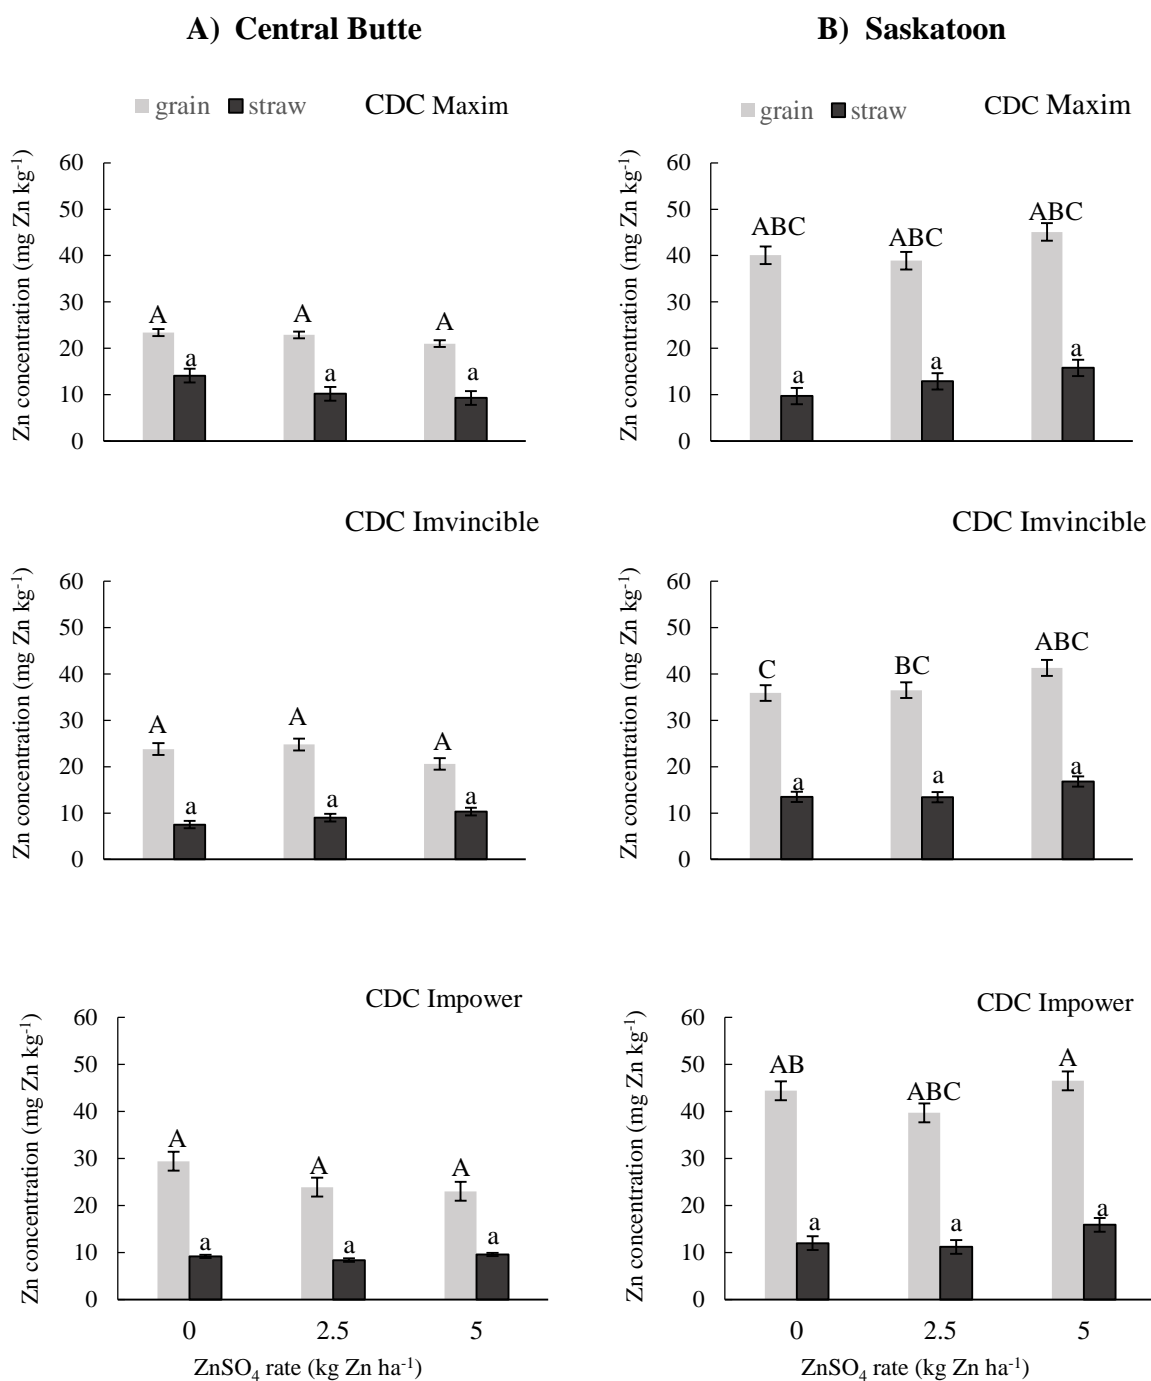 A) Central Butte
B) Saskatoon
grain straw CDC Maxim
Zn concentration (mg Zn kg-1)
60
50
40
30
20
10
0
A a A a A a
grain straw CDC Maxim
Zn concentration (mg Zn kg-1)
60
50
40
30
20
10
0
ABC a ABC a ABC a
CDC Imvincible
Zn concentration (mg Zn kg-1)
60
50
40
30
20
10
0
A a A a A a
CDC Imvincible
Zn concentration (mg Zn kg-1)
60
50
40
30
20
10
0
C a BC a ABC a
CDC Impower
Zn concentration (mg Zn kg-1)
60
50
40
30
20
10
0
A a A a A a
0 2.5 5
ZnSO4 rate (kg Zn ha-1)
CDC Impower
Zn concentration (mg Zn kg-1)
60
50
40
30
20
10
0
AB a ABC a A a
0 2.5 5
ZnSO4 rate (kg Zn ha-1)